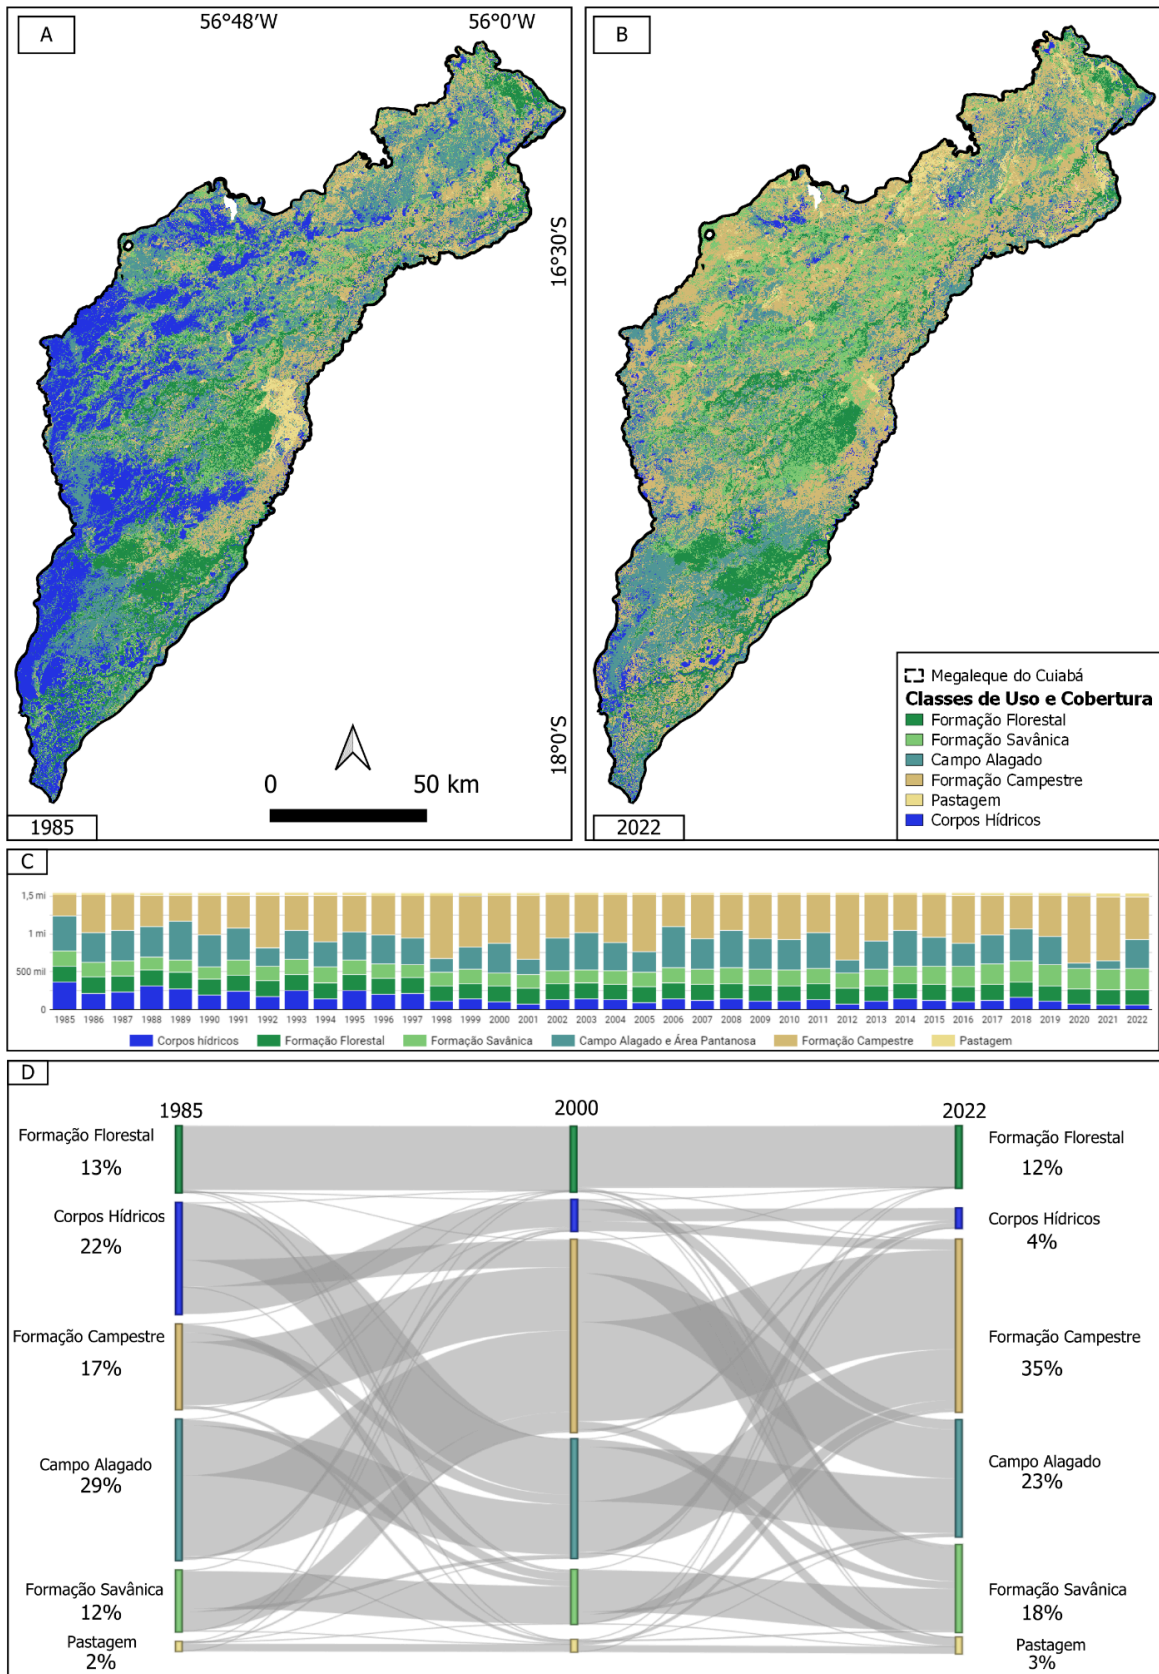 A
56°48'W
56°0'W
B
16°30'S
18°0'S
0
50 km
1985
2022
Megaleque do Cuiabá
Classes de Uso e Cobertura
Formação Florestal
Formação Savânica
Campo Alagado
Formação Campestre
Pastagem
Corpos Hídricos
C
1,5 mi
1 mi
500 mil
0
1985 1986 1987 1988 1989 1990 1991 1992 1993 1994 1995 1996 1997 1998 1999 2000 2001 2002 2003 2004 2005 2006 2007 2008 2009 2010 2011 2012 2013 2014 2015 2016 2017 2018 2019 2020 2021 2022
Corpos hídricos Formação Florestal Formação Savânica Campo Alagado e Área Pantanosa Formação Campestre Pastagem
D
1985
2000
2022
Formação Florestal
13%
Corpos Hídricos
22%
Formação Campestre
17%
Campo Alagado
29%
Formação Savânica
12%
Pastagem
2%
Formação Florestal
12%
Corpos Hídricos
4%
Formação Campestre
35%
Campo Alagado
23%
Formação Savânica
18%
Pastagem
3%